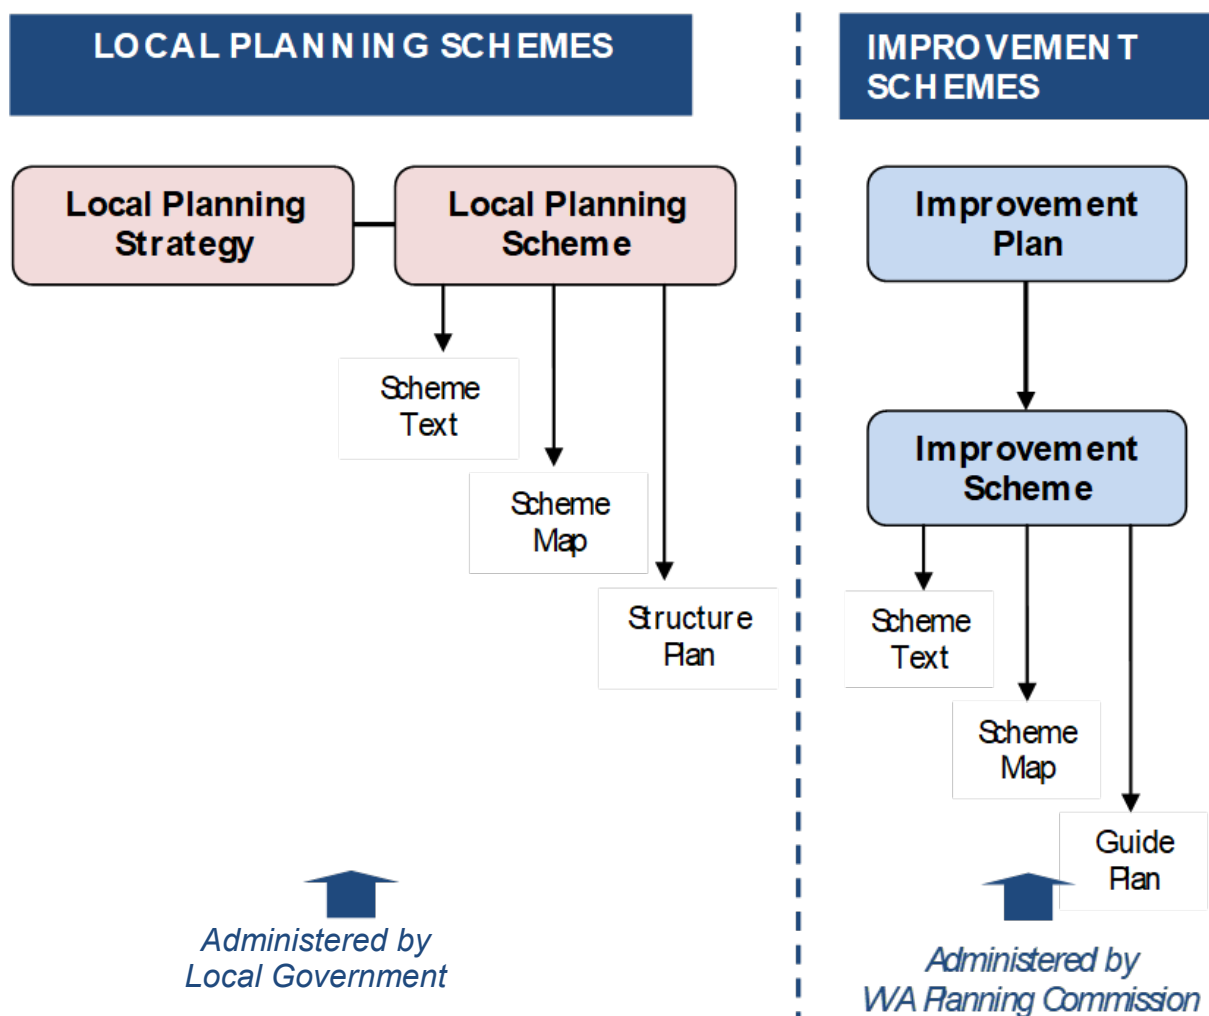 LOCAL PLANNING SCHEMES
Local Planning
Strategy
Local Planning
Scheme
Scheme
Text
Scheme
Map
Structure
Plan
Administered by
Local Government
IMPROVEMENT
SCHEMES
Improvement
Plan
Improvement
Scheme
Scheme
Text
Scheme
Map
Guide
Plan
Administered by
WA Planning Commission